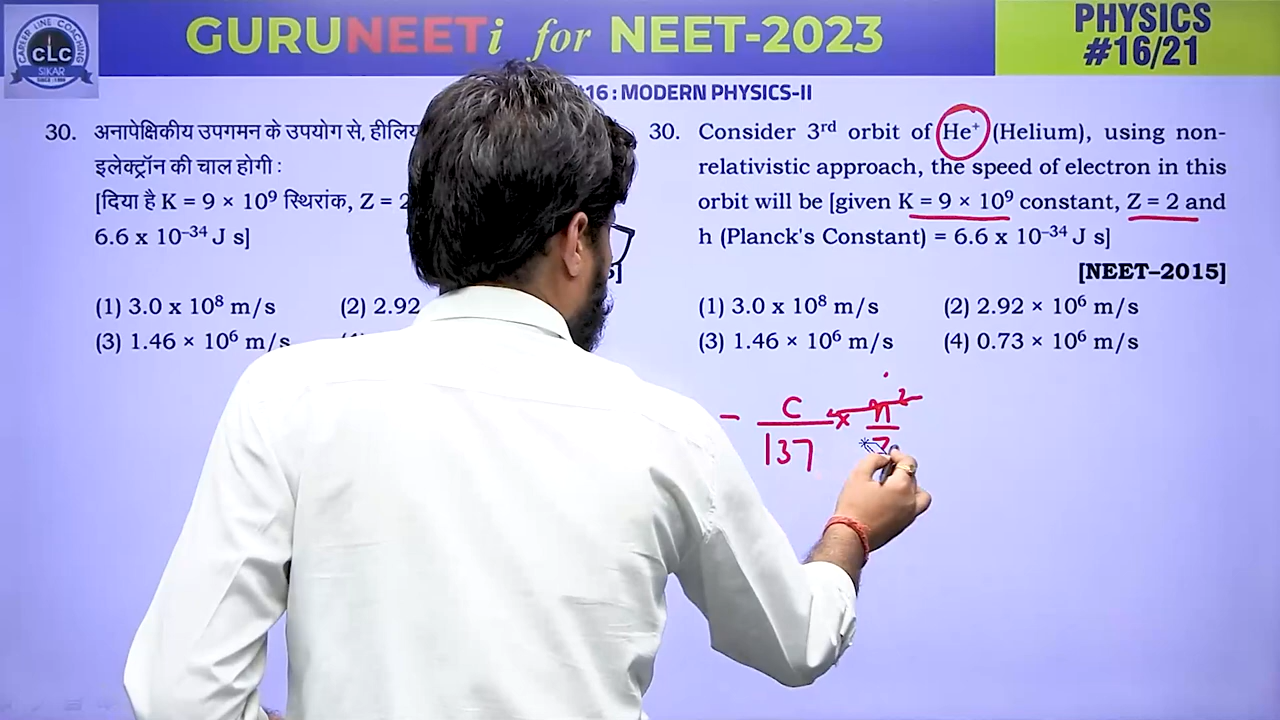 GURUNEETi for NEET-2023
PHYSICS
#16/21
CAREER LINE COACHING
CLC
SIKAR
#16 : MODERN PHYSICS-II
30. अनापेक्षिकीय उपगमन के उपयोग से, हीलि
इलेक्ट्रॉन की चाल होगी :
[दिया है K = 9 × 10⁹ स्थिरांक, Z = 2
6.6 x 10⁻³⁴ J s]
5]
(1) 3.0 x 10⁸ m/s (2) 2.92
(3) 1.46 × 10⁶ m/s
30. Consider 3rd orbit of He⁺ (Helium), using non-
relativistic approach, the speed of electron in this
orbit will be [given K = 9 × 10⁹ constant, Z = 2 and
h (Planck's Constant) = 6.6 x 10⁻³⁴ J s]
[NEET–2015]
(1) 3.0 x 10⁸ m/s (2) 2.92 × 10⁶ m/s
(3) 1.46 × 10⁶ m/s (4) 0.73 × 10⁶ m/s
C
137 ×